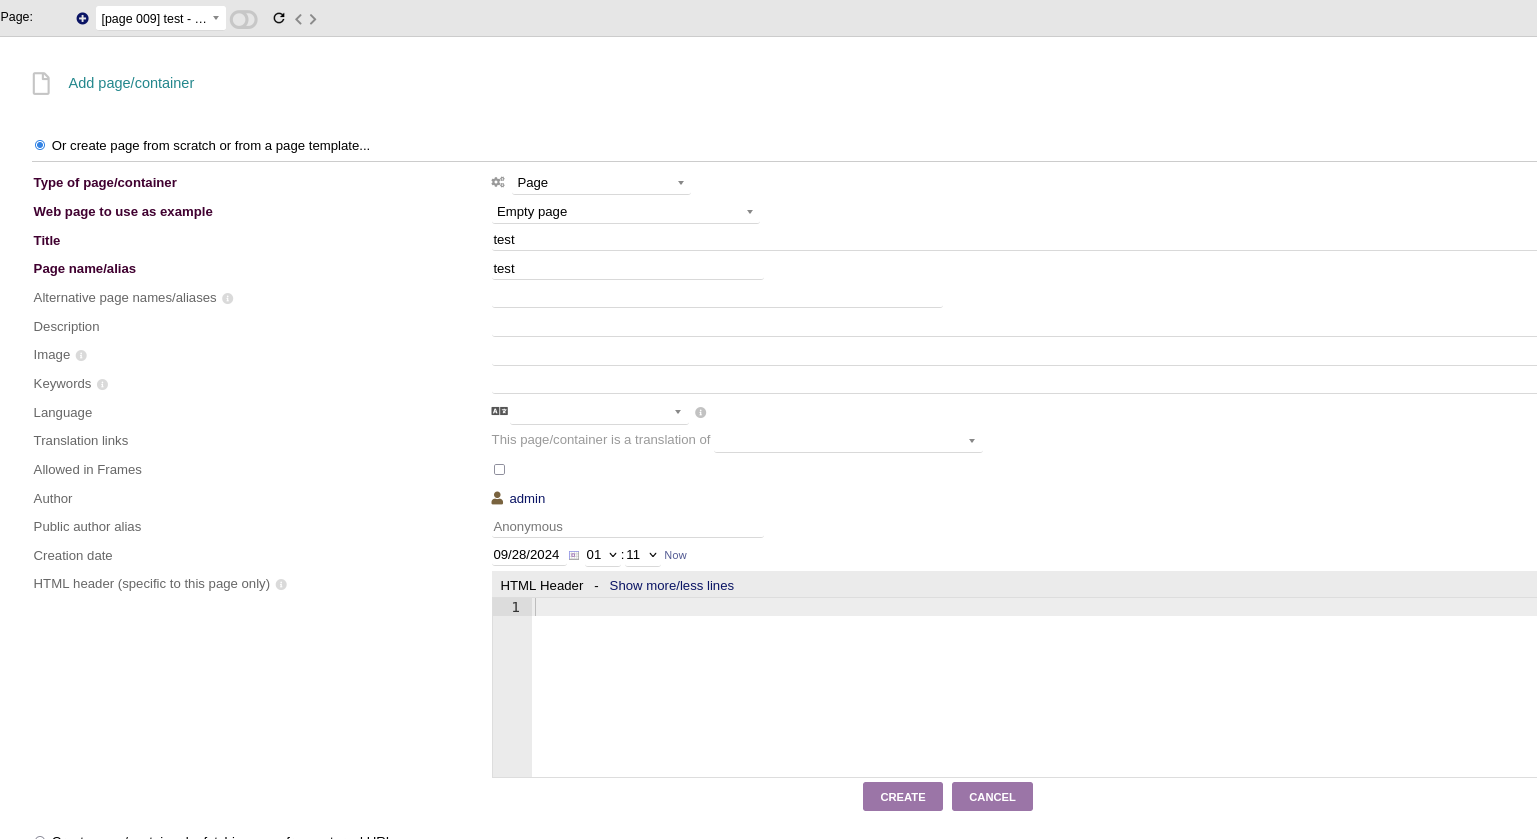 Page: [page 009] test - ...
Add page/container
Or create page from scratch or from a page template...
Type of page/container Page
Web page to use as example Empty page
Title test
Page name/alias test
Alternative page names/aliases
Description
Image
Keywords
Language
Translation links This page/container is a translation of
Allowed in Frames
Author admin
Public author alias Anonymous
Creation date 09/28/2024 01 : 11 Now
HTML header (specific to this page only) HTML Header - Show more/less lines
1
CREATE CANCEL